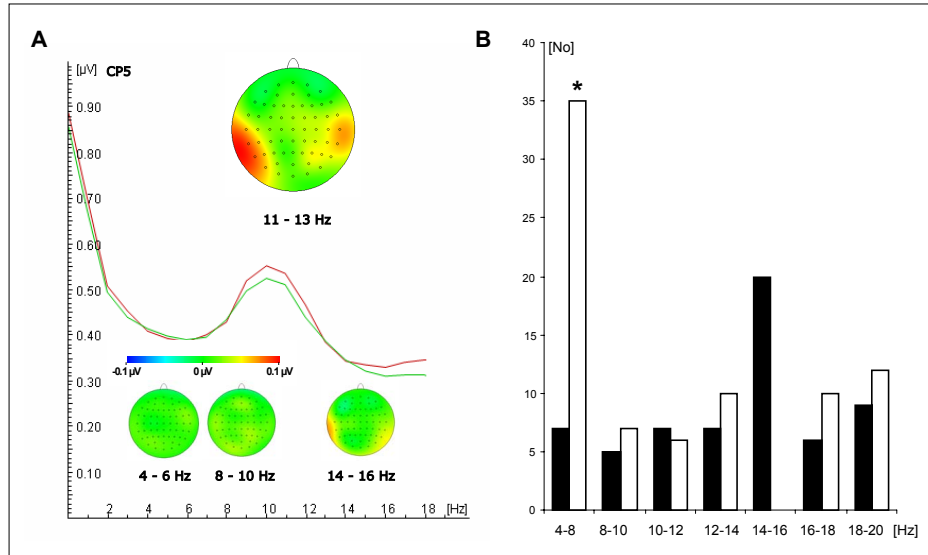 A
[µV] CP5
0.90
0.80
0.70
0.60
0.50
0.40
0.30
0.20
0.10
11 - 13 Hz
-0.1 µV 0 µV 0.1 µV
4 - 6 Hz 8 - 10 Hz 14 - 16 Hz
2 4 6 8 10 12 14 16 18 [Hz]
B
[No]
40
35
30
25
20
15
10
5
0
*
4-8 8-10 10-12 12-14 14-16 16-18 18-20 [Hz]